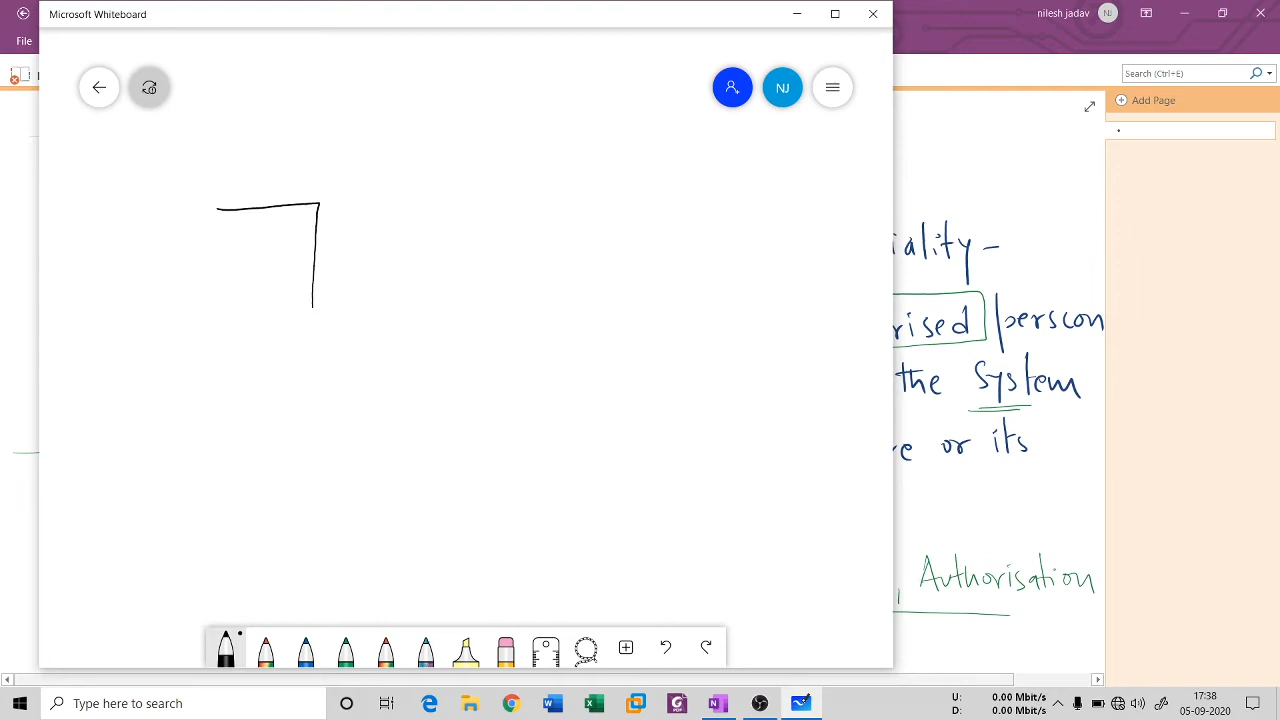 Microsoft Whiteboard
nilesh jadav NJ
File
NJ
Search (Ctrl+E)
Add Page
iality -
rised person
the System
e or its
, Authorisation
Type here to search
U: 0.00 Mbit/s
D: 0.00 Mbit/s
17:38
05-09-2020